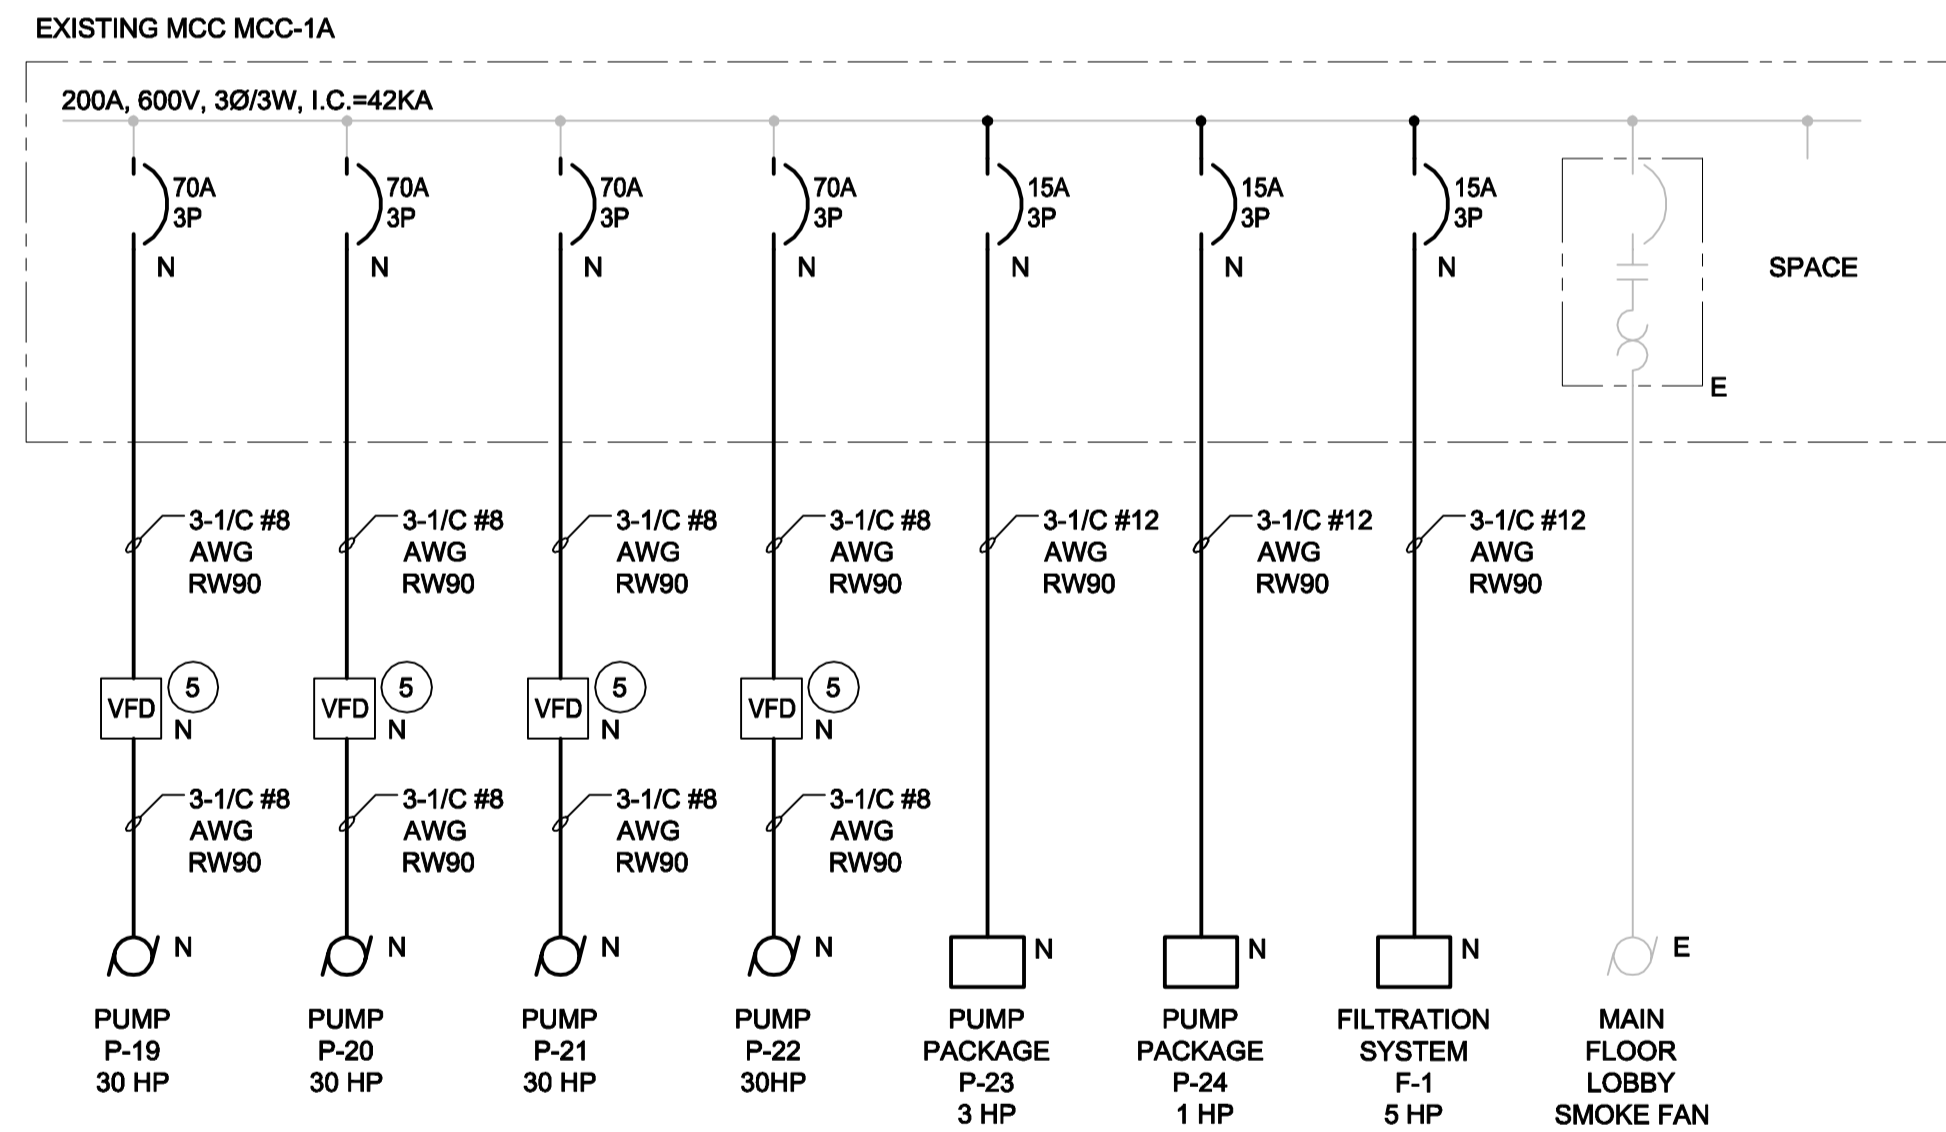 EXISTING MCC MCC-1A
200A, 600V, 3Ø/3W, I.C.=42KA
70A
3P
N
70A
3P
N
70A
3P
N
70A
3P
N
15A
3P
N
15A
3P
N
15A
3P
N
E
SPACE
3-1/C #8
AWG
RW90
3-1/C #8
AWG
RW90
3-1/C #8
AWG
RW90
3-1/C #8
AWG
RW90
3-1/C #12
AWG
RW90
3-1/C #12
AWG
RW90
3-1/C #12
AWG
RW90
VFD
5
N
VFD
5
N
VFD
5
N
VFD
5
N
3-1/C #8
AWG
RW90
3-1/C #8
AWG
RW90
3-1/C #8
AWG
RW90
3-1/C #8
AWG
RW90
N
PUMP
P-19
30 HP
N
PUMP
P-20
30 HP
N
PUMP
P-21
30 HP
N
PUMP
P-22
30HP
N
PUMP
PACKAGE
P-23
3 HP
N
PUMP
PACKAGE
P-24
1 HP
N
FILTRATION
SYSTEM
F-1
5 HP
E
MAIN
FLOOR
LOBBY
SMOKE FAN